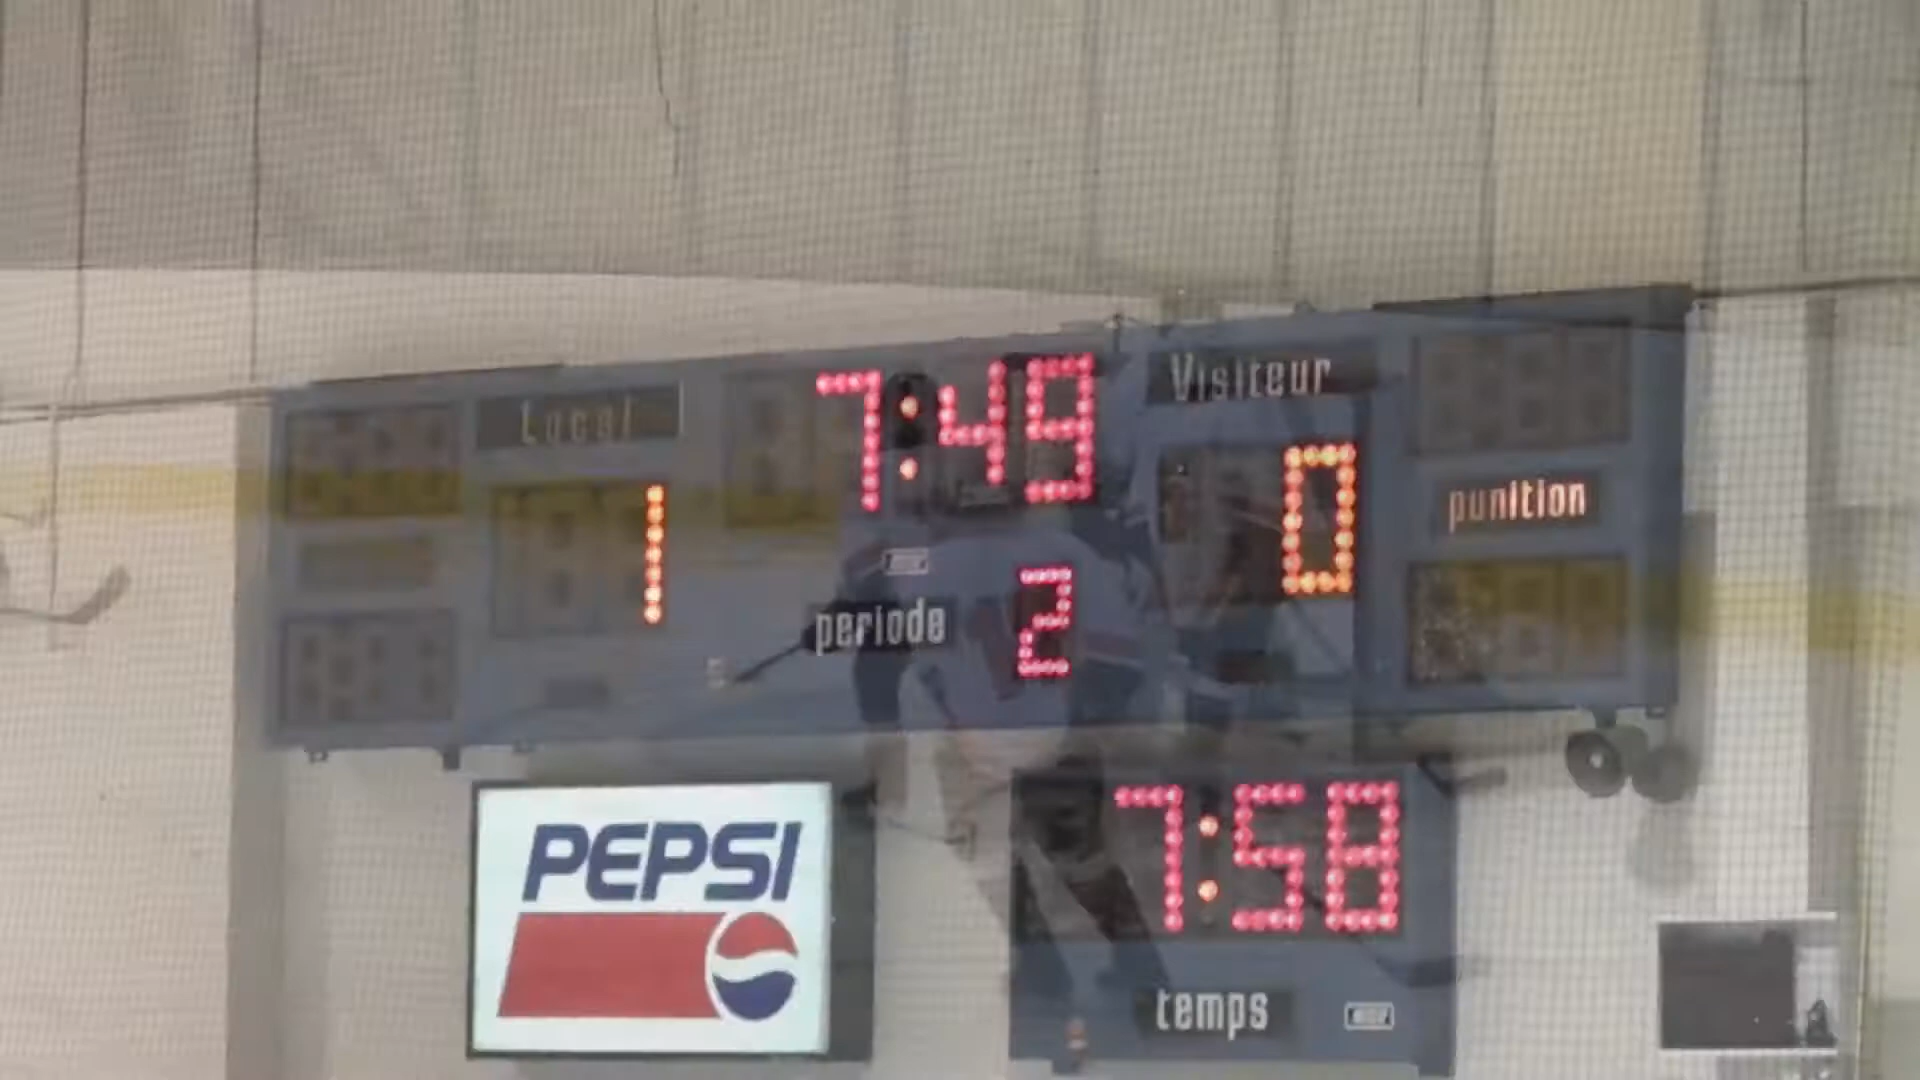 7:49
Local
Visiteur
1
0
punition
periode
2
PEPSI
7:58
temps